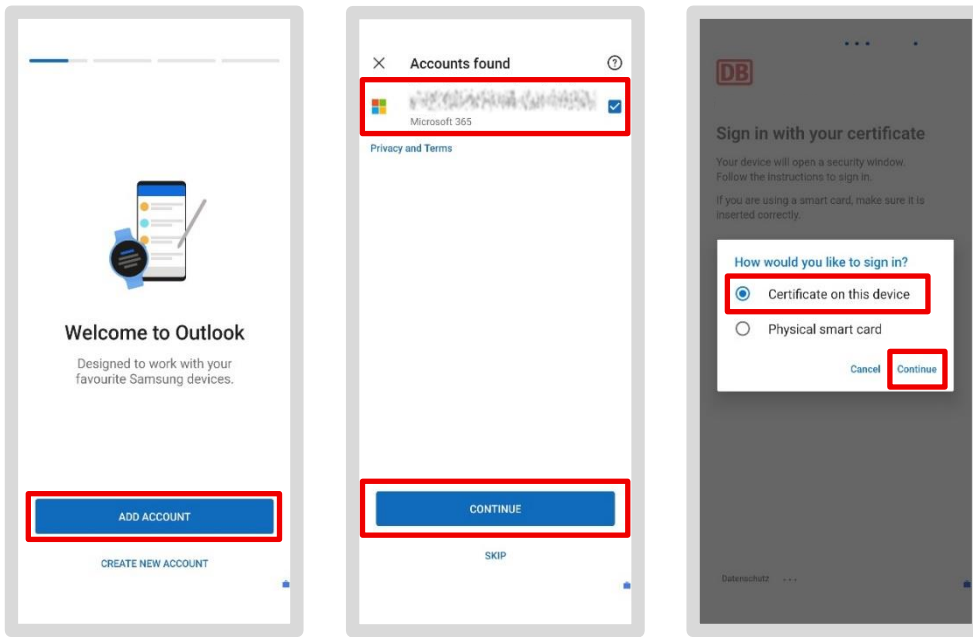 Welcome to Outlook
Designed to work with your
favourite Samsung devices.
ADD ACCOUNT
CREATE NEW ACCOUNT
Accounts found
?
Microsoft 365
Privacy and Terms
CONTINUE
SKIP
DB
Sign in with your certificate
Your device will open a security window.
Follow the instructions to sign in.
If you are using a smart card, make sure it is
inserted correctly.
How would you like to sign in?
Certificate on this device
Physical smart card
Cancel Continue
Datenschutz ...